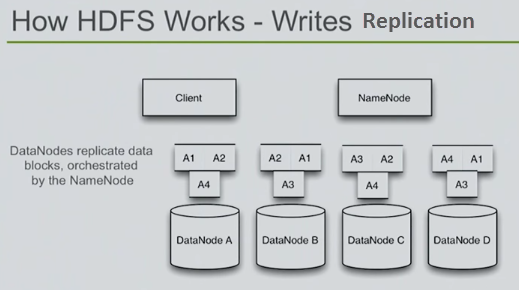 How HDFS Works - Writes Replication
Client
NameNode
DataNodes replicate data
blocks, orchestrated
by the NameNode
A1 A2
A2 A1
A3 A2
A4 A1
A4
A3
A4
A3
DataNode A
DataNode B
DataNode C
DataNode D